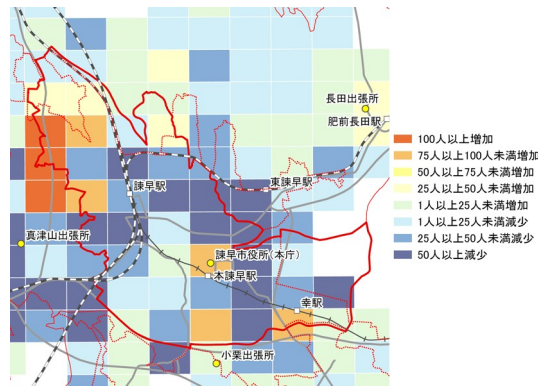 長田出張所
肥前長田駅
諫早駅
東諫早駅
真津山出張所
諫早市役所(本庁)
本諫早駅
幸駅
小栗出張所
100人以上増加
75人以上100人未満増加
50人以上75人未満増加
25人以上50人未満増加
1人以上25人未満増加
1人以上25人未満減少
25人以上50人未満減少
50人以上減少